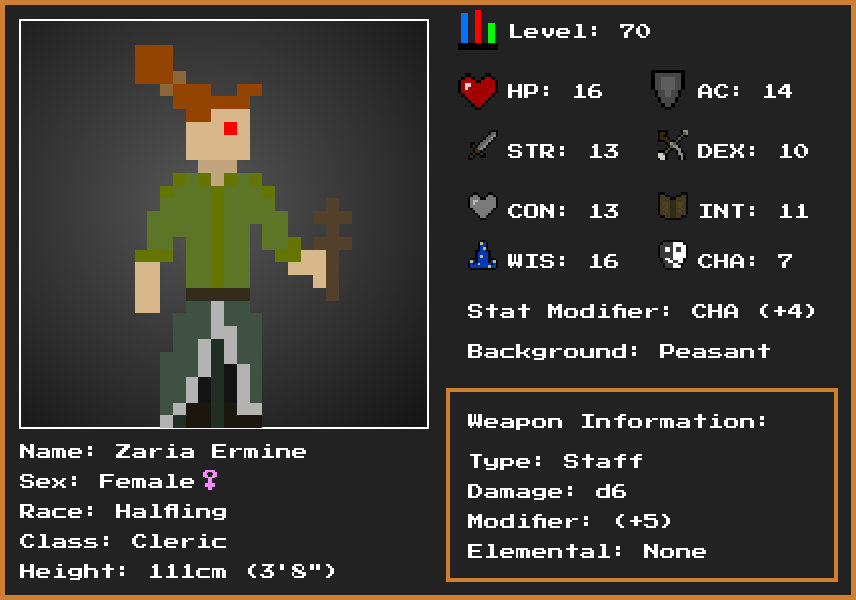 Level: 70
HP: 16 AC: 14
STR: 13 DEX: 10
CON: 13 INT: 11
WIS: 16 CHA: 7
Stat Modifier: CHA (+4)
Background: Peasant
Weapon Information:
Type: Staff
Damage: d6
Modifier: (+5)
Elemental: None
Name: Zaria Ermine
Sex: Female♀
Race: Halfling
Class: Cleric
Height: 111cm (3'8")